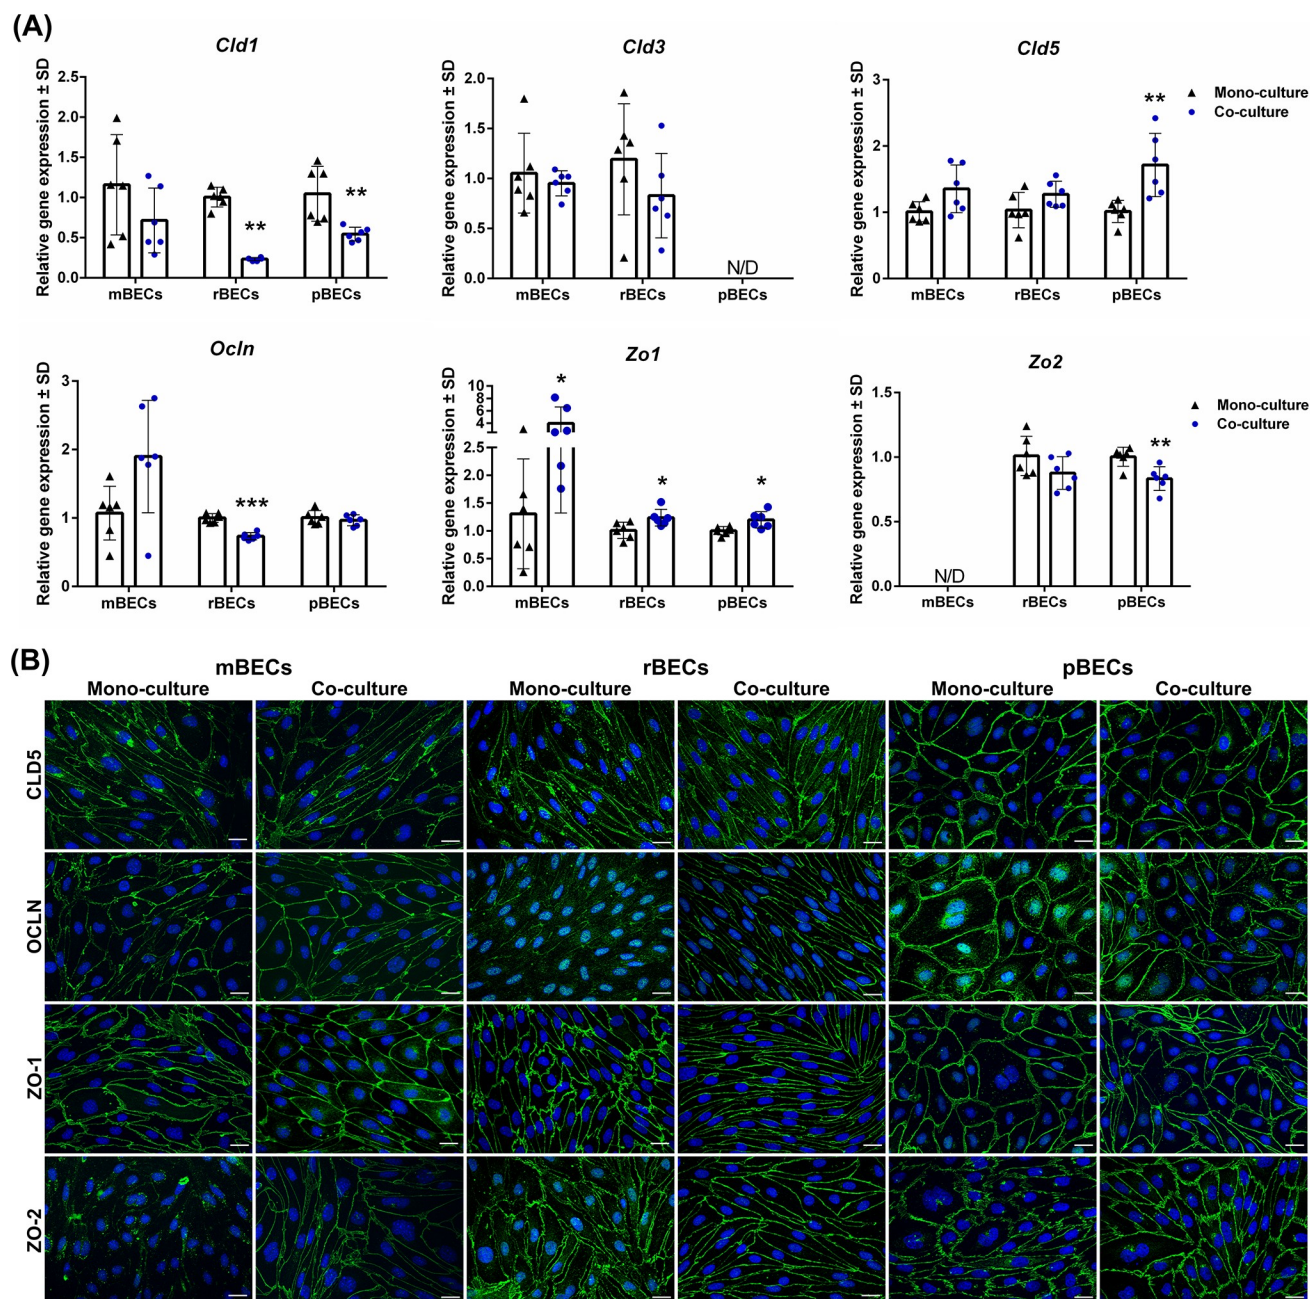 (A)
Cld1
Relative gene expression ± SD
2.5
2.0
1.5
1.0
0.5
0.0
**
**
mBECs rBECs pBECs
Cld3
Relative gene expression ± SD
2.0
1.5
1.0
0.5
0.0
N/D
mBECs rBECs pBECs
Cld5
Relative gene expression ± SD
3
2
1
0
**
mBECs rBECs pBECs
Mono-culture
Co-culture
Ocln
Relative gene expression ± SD
3
2
1
0
***
mBECs rBECs pBECs
Zo1
Relative gene expression ± SD
10
8
6
4
2.5
2.0
1.5
1.0
0.5
0.0
*
*
*
mBECs rBECs pBECs
Zo2
Relative gene expression ± SD
1.5
1.0
0.5
0.0
N/D
**
mBECs rBECs pBECs
Mono-culture
Co-culture
(B)
mBECs rBECs pBECs
Mono-culture Co-culture Mono-culture Co-culture Mono-culture Co-culture
CLD5
OCLN
ZO-1
ZO-2